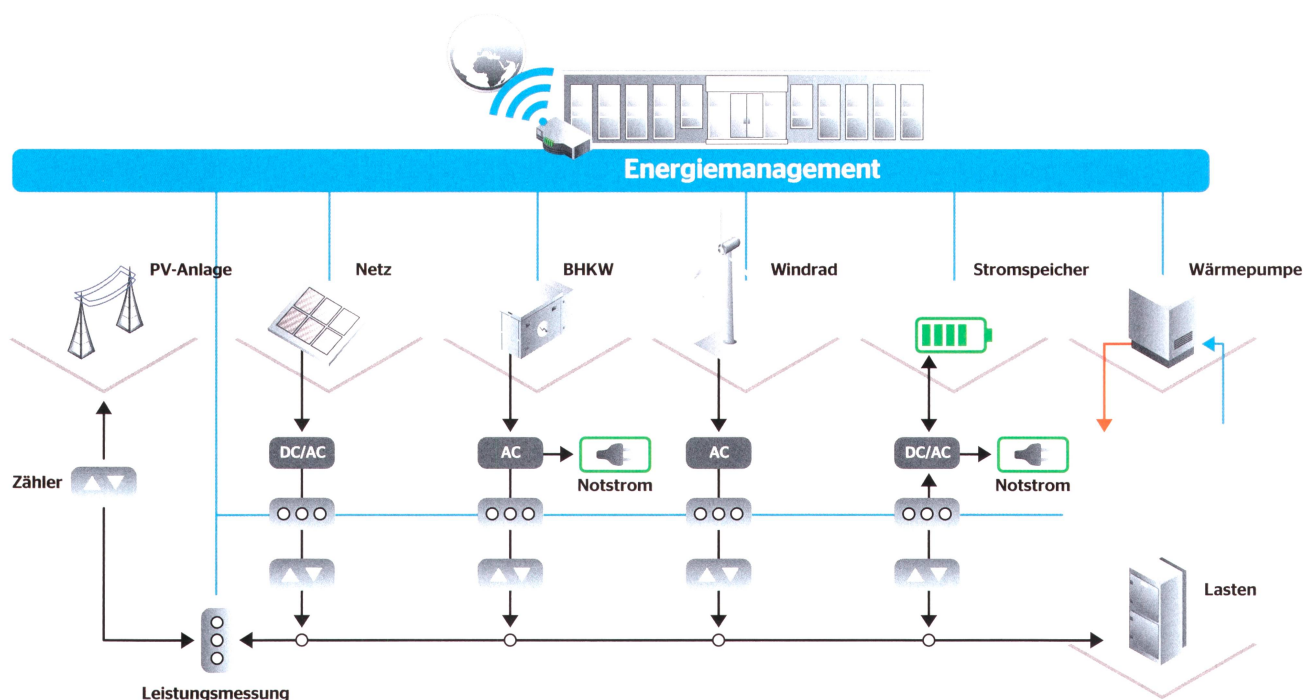 Energiemanagement
PV-Anlage
Netz
BHKW
Windrad
Stromspeicher
Wärmepumpe
DC/AC
AC
Notstrom
AC
DC/AC
Notstrom
Zähler
Lasten
Leistungsmessung